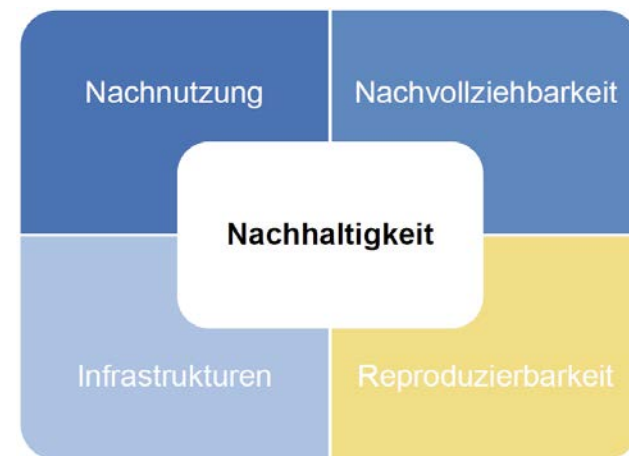 Nachnutzung
Nachvollziehbarkeit
Nachhaltigkeit
Infrastrukturen
Reproduzierbarkeit